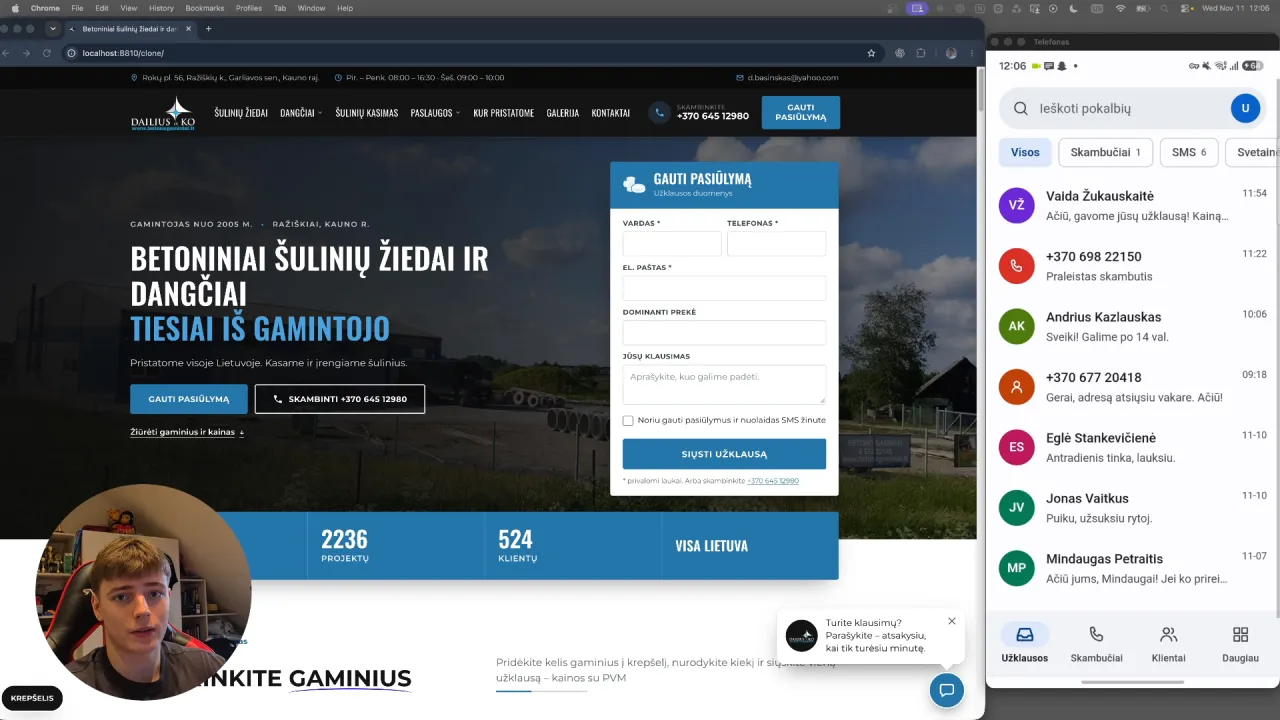 Chrome File Edit View History Bookmarks Profiles Tab Window Help
Wed Nov 11 12:06
Betoniniai šulinių žiedai ir dan
localhost:8810/clone/
Rokų pl. 56, Ražiškių k., Garliavos sen., Kauno raj.
Pir. – Penk. 08:00 – 16:30 · Šeš. 09:00 – 10:00
d.basinskas@yahoo.com
DAILIUS IR KO
ŠULINIŲ ŽIEDAI DANGČIAI ŠULINIŲ KASIMAS PASLAUGOS KUR PRISTATOME GALERIJA KONTAKTAI
SKAMBINKITE
+370 645 12980
GAUTI
PASIŪLYMĄ
GAMINTOJAS NUO 2005 M. · RAŽIŠKIAI, KAUNO R.
BETONINIAI ŠULINIŲ ŽIEDAI IR
DANGČIAI
TIESIAI IŠ GAMINTOJO
Pristatome visoje Lietuvoje. Kasame ir įrengiame šulinius.
GAUTI PASIŪLYMĄ
SKAMBINTI +370 645 12980
Žiūrėti gaminius ir kainas ↓
GAUTI PASIŪLYMĄ
Užklausos duomenys
VARDAS * TELEFONAS *
EL. PAŠTAS *
DOMINANTI PREKĖ
JŪSŲ KLAUSIMAS
Aprašykite, kuo galime padėti.
Noriu gauti pasiūlymus ir nuolaidas SMS žinute
SIŲSTI UŽKLAUSĄ
* privalomi laukai. Arba skambinkite +370 645 12980
2236
PROJEKTŲ
524
KLIENTŲ
VISA LIETUVA
INKITE GAMINIUS
Pridėkite kelis gaminius į krepšelį, nurodykite kiekį ir
užklausą – kainos su PVM
Turite klausimų?
Parašykite – atsakysiu,
kai tik turėsiu minutę.
KREPŠELIS
Telefonas
12:06
Ieškoti pokalbių
U
Visos
Skambučiai 1
SMS 6
Svetainė
VŽ
Vaida Žukauskaitė 11:54
Ačiū, gavome jūsų užklausą! Kainą…
+370 698 22150 11:22
Praleistas skambutis
AK
Andrius Kazlauskas 10:06
Sveiki! Galime po 14 val.
+370 677 20418 09:18
Gerai, adresą atsiųsiu vakare. Ačiū!
ES
Eglė Stankevičienė 11-10
Antradienis tinka, lauksiu.
JV
Jonas Vaitkus 11-10
Puiku, užsuksiu rytoj.
MP
Mindaugas Petraitis 11-07
Ačiū jums, Mindaugai! Jei ko prirei…
Užklausos Skambučiai Klientai Daugiau